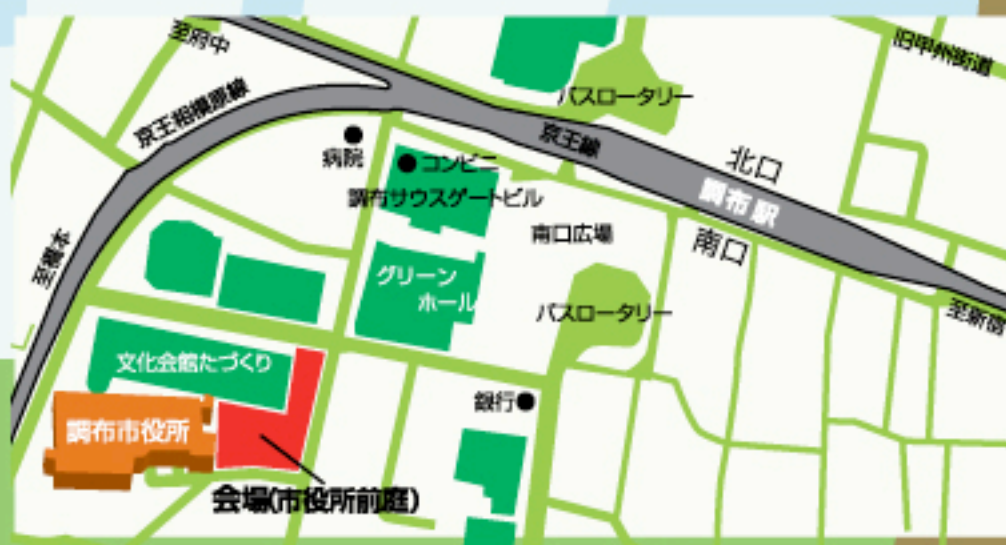 至府中
旧甲州街道
京王相模原線
バスロータリー
京王線
病院
コンビニ
北口
調布サウスゲートビル
調布駅
南口広場
南口
至橋本
グリーン
ホール
バスロータリー
至新宿
文化会館たづくり
銀行
調布市役所
会場(市役所前庭)